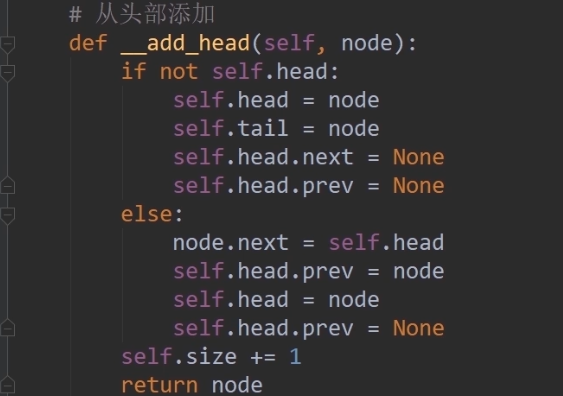 # 从头部添加
def __add_head(self, node):
if not self.head:
self.head = node
self.tail = node
self.head.next = None
self.head.prev = None
else:
node.next = self.head
self.head.prev = node
self.head = node
self.head.prev = None
self.size += 1
return node